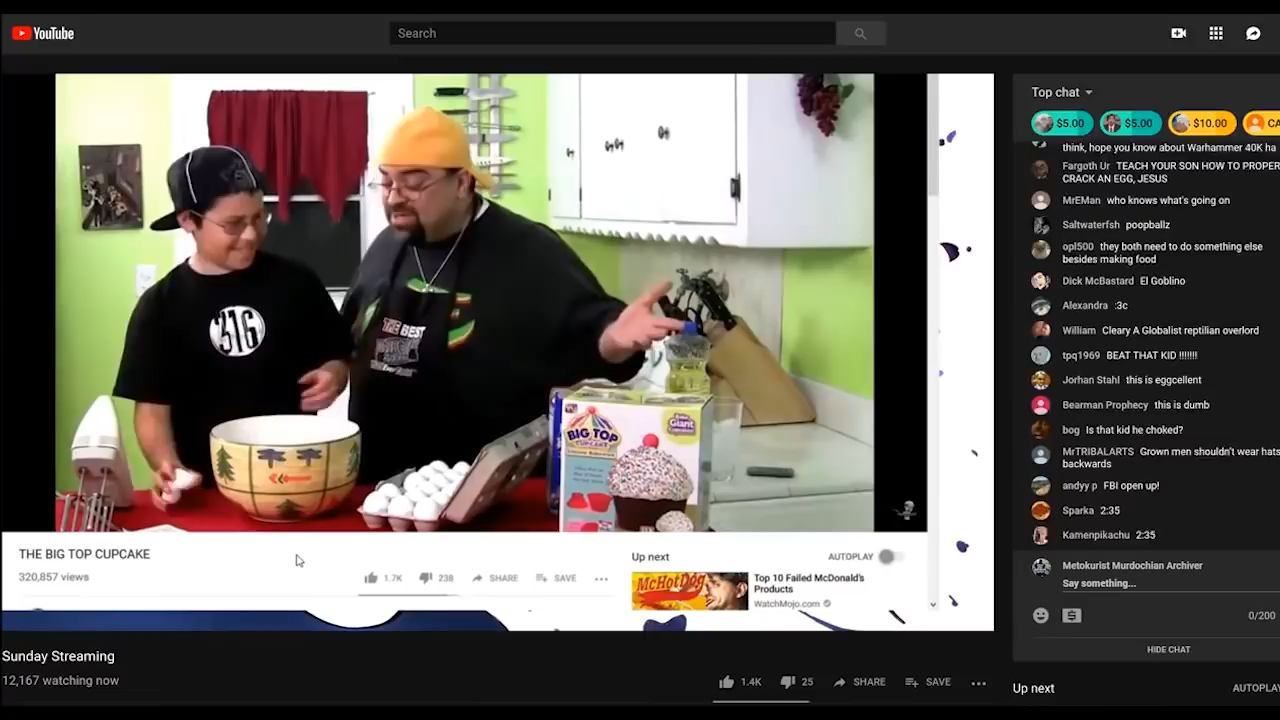 YouTube
Search
316
THE BEST
BIG TOP
CUPCAKE
Bake
Giant
Cupcakes!
THE BIG TOP CUPCAKE
320,857 views
1.7K
238
SHARE
SAVE
Up next
AUTOPLAY
McHotDog
Top 10 Failed McDonald's
Products
WatchMojo.com
Sunday Streaming
12,167 watching now
1.4K
25
SHARE
SAVE
Top chat
$5.00
$5.00
$10.00
CA
think, hope you know about Warhammer 40K ha
Fargoth Ur TEACH YOUR SON HOW TO PROPER
CRACK AN EGG, JESUS
MrEMan who knows what's going on
Saltwaterfsh poopballz
opl500 they both need to do something else
besides making food
Dick McBastard El Goblino
Alexandra :3c
William Cleary A Globalist reptilian overlord
tpq1969 BEAT THAT KID !!!!!!!
Jorhan Stahl this is eggcellent
Bearman Prophecy this is dumb
bog Is that kid he choked?
MrTRIBALARTS Grown men shouldn't wear hats
backwards
andyy p FBI open up!
Sparka 2:35
Kamenpikachu 2:35
Metokurist Murdochian Archiver
Say something...
0/200
HIDE CHAT
Up next
AUTOPLAY